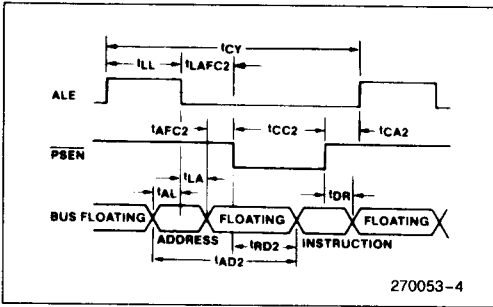 tCY
tLL tLAFC2
ALE
tAFC2 tCC2 tCA2
PSEN
tLA
tAL tDR
BUS FLOATING FLOATING FLOATING
ADDRESS tRD2 INSTRUCTION
tAD2
270053-4